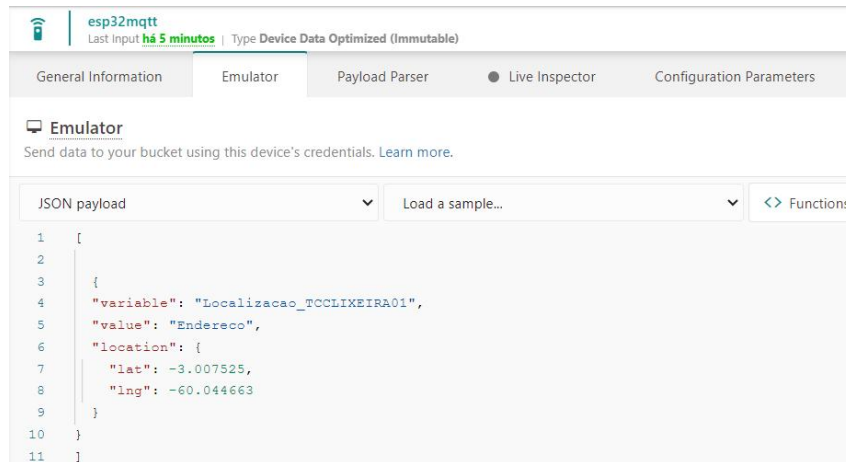 esp32mqtt
Last Input há 5 minutos | Type Device Data Optimized (Immutable)
General Information Emulator Payload Parser Live Inspector Configuration Parameters
Emulator
Send data to your bucket using this device's credentials. Learn more.
JSON payload Load a sample... <> Functions
1 [
2
3 {
4 "variable": "Localizacao_TCCLIXEIRA01",
5 "value": "Endereco",
6 "location": {
7 "lat": -3.007525,
8 "lng": -60.044663
9 }
10 }
11 ]